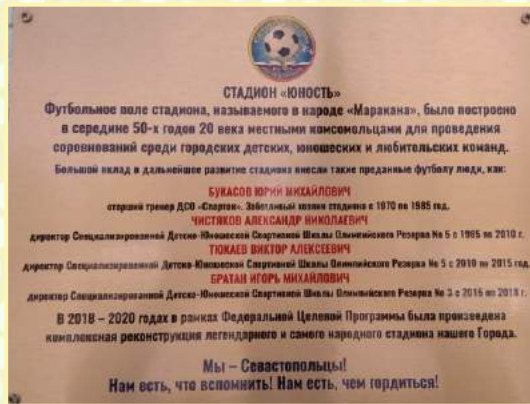 СТАДИОН «ЮНОСТЬ»
Футбольное поле стадиона, называемого в народе «Маракана», было построено
в середине 50-х годов 20 века местными комсомольцами для проведения
соревнований среди городских детских, юношеских и любительских команд.
Большой вклад в дальнейшее развитие стадиона внесли такие преданные футболу люди, как:
БУКАСОВ ЮРИЙ МИХАЙЛОВИЧ
старший тренер ДСО «Спартак». Заботливый хозяин стадиона с 1970 по 1985 год.
ЧИСТЯКОВ АЛЕКСАНДР НИКОЛАЕВИЧ
директор Специализированной Детско-Юношеской Спортивной Школы Олимпийского Резерва № 5 с 1985 по 2010 г.
ТЮКАЕВ ВИКТОР АЛЕКСЕЕВИЧ
директор Специализированной Детско-Юношеской Спортивной Школы Олимпийского Резерва № 5 с 2010 по 2015 год
БРАТАН ИГОРЬ МИХАЙЛОВИЧ
директор Специализированной Детско-Юношеской Спортивной Школы Олимпийского Резерва № 3 с 2015 по 2018 г.
В 2018 – 2020 годах в рамках Федеральной Целевой Программы была произведена
комплексная реконструкция легендарного и самого народного стадиона нашего Города.
Мы – Севастопольцы!
Нам есть, что вспомнить! Нам есть, чем гордиться!